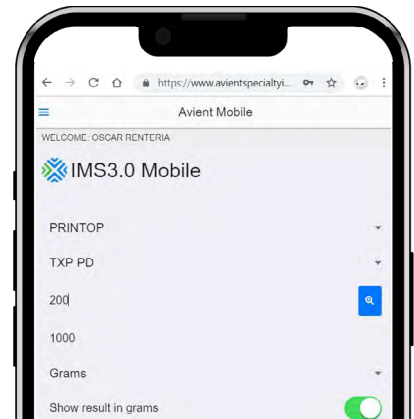 https://www.avientspecialtyi...
Avient Mobile
WELCOME: OSCAR RENTERIA
IMS3.0 Mobile
PRINTOP
TXP PD
200
1000
Grams
Show result in grams